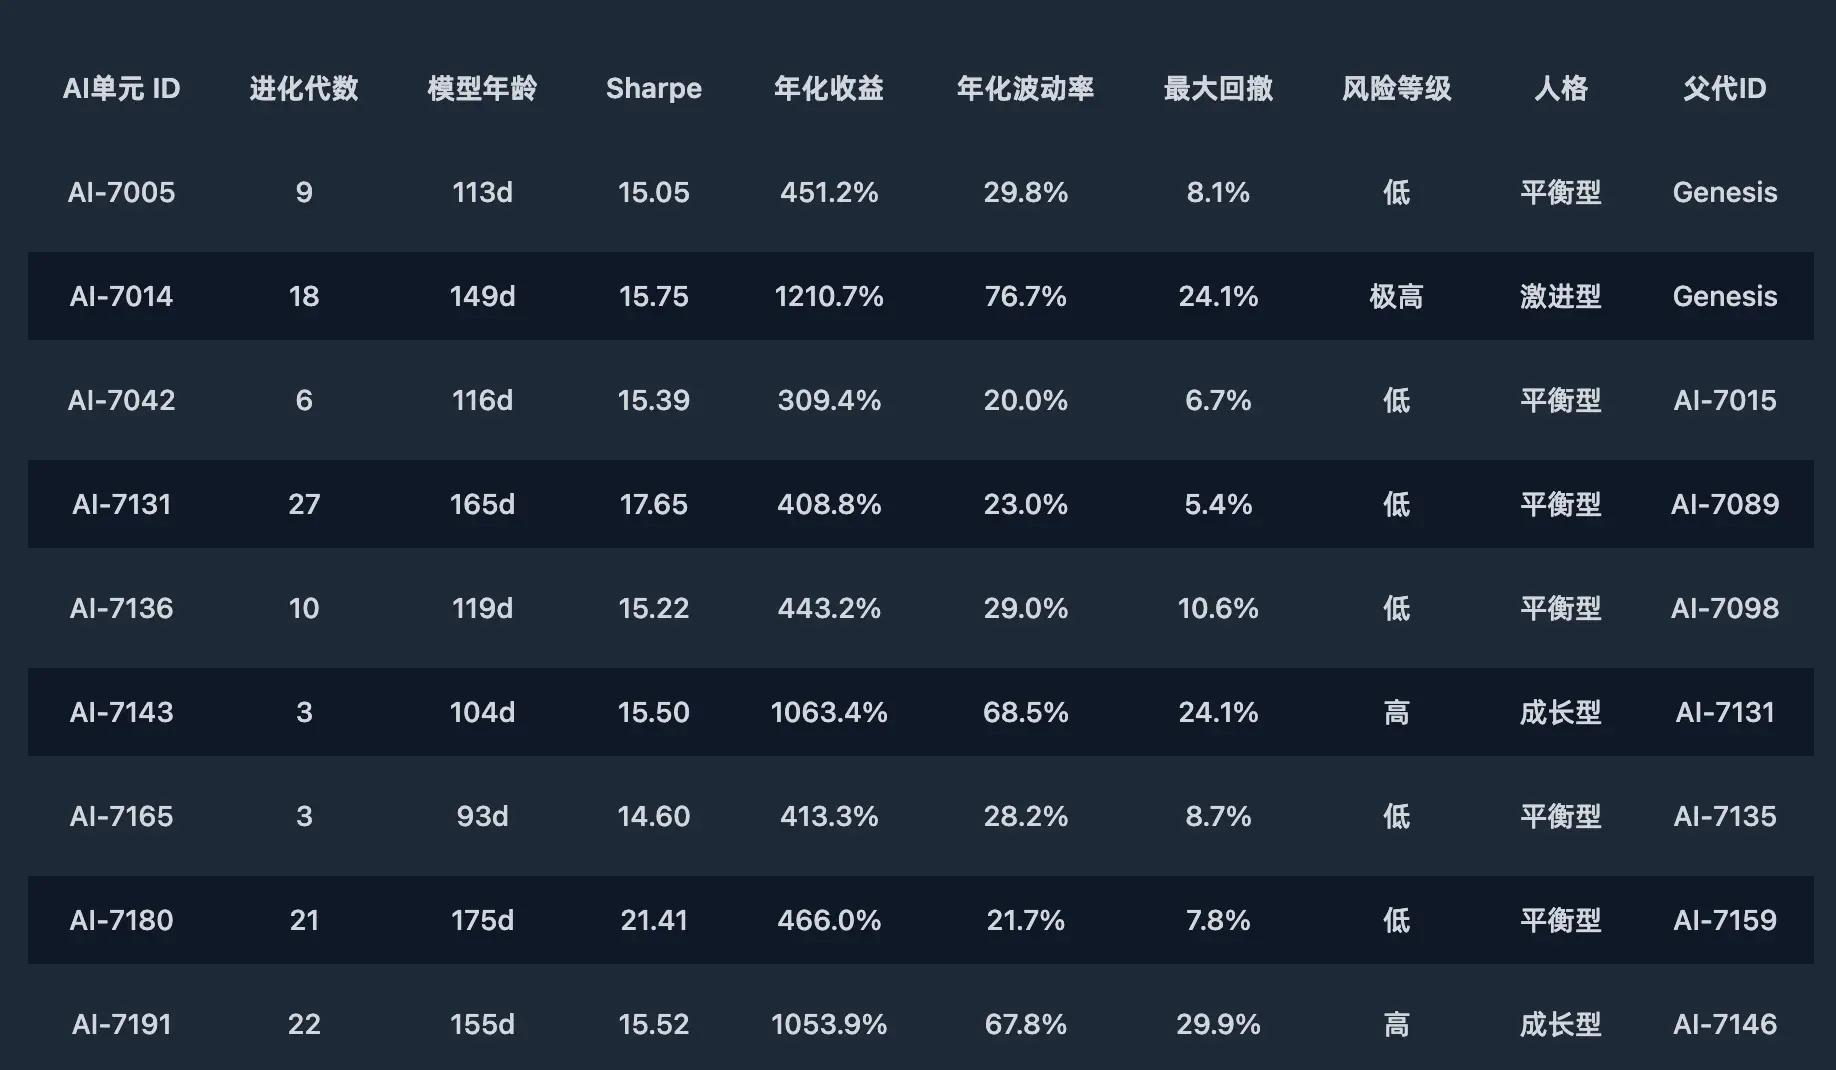 AI单元 ID 进化代数 模型年龄 Sharpe 年化收益 年化波动率 最大回撤 风险等级 人格 父代ID
AI-7005 9 113d 15.05 451.2% 29.8% 8.1% 低 平衡型 Genesis
AI-7014 18 149d 15.75 1210.7% 76.7% 24.1% 极高 激进型 Genesis
AI-7042 6 116d 15.39 309.4% 20.0% 6.7% 低 平衡型 AI-7015
AI-7131 27 165d 17.65 408.8% 23.0% 5.4% 低 平衡型 AI-7089
AI-7136 10 119d 15.22 443.2% 29.0% 10.6% 低 平衡型 AI-7098
AI-7143 3 104d 15.50 1063.4% 68.5% 24.1% 高 成长型 AI-7131
AI-7165 3 93d 14.60 413.3% 28.2% 8.7% 低 平衡型 AI-7135
AI-7180 21 175d 21.41 466.0% 21.7% 7.8% 低 平衡型 AI-7159
AI-7191 22 155d 15.52 1053.9% 67.8% 29.9% 高 成长型 AI-7146